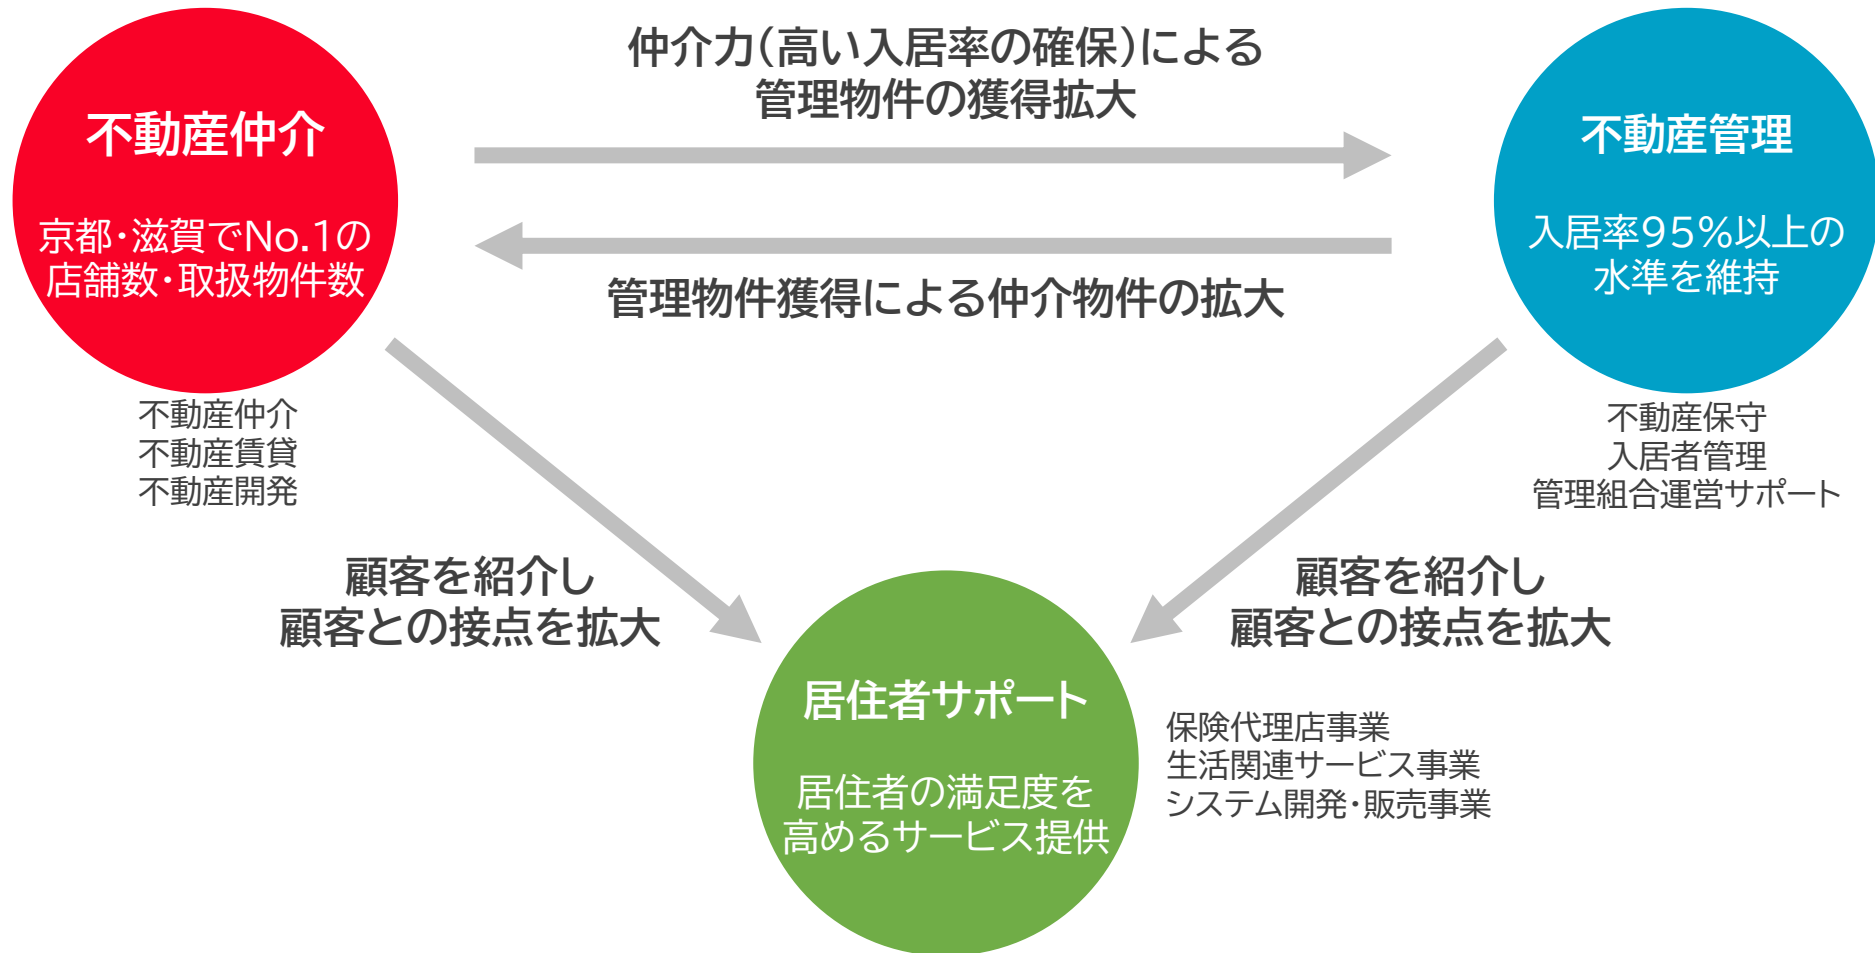 仲介力(高い入居率の確保)による
管理物件の獲得拡大
不動産仲介
京都・滋賀でNo.1の
店舗数・取扱物件数
不動産管理
入居率95%以上の
水準を維持
管理物件獲得による仲介物件の拡大
不動産仲介
不動産賃貸
不動産開発
不動産保守
入居者管理
管理組合運営サポート
顧客を紹介し
顧客との接点を拡大
顧客を紹介し
顧客との接点を拡大
居住者サポート
居住者の満足度を
高めるサービス提供
保険代理店事業
生活関連サービス事業
システム開発・販売事業